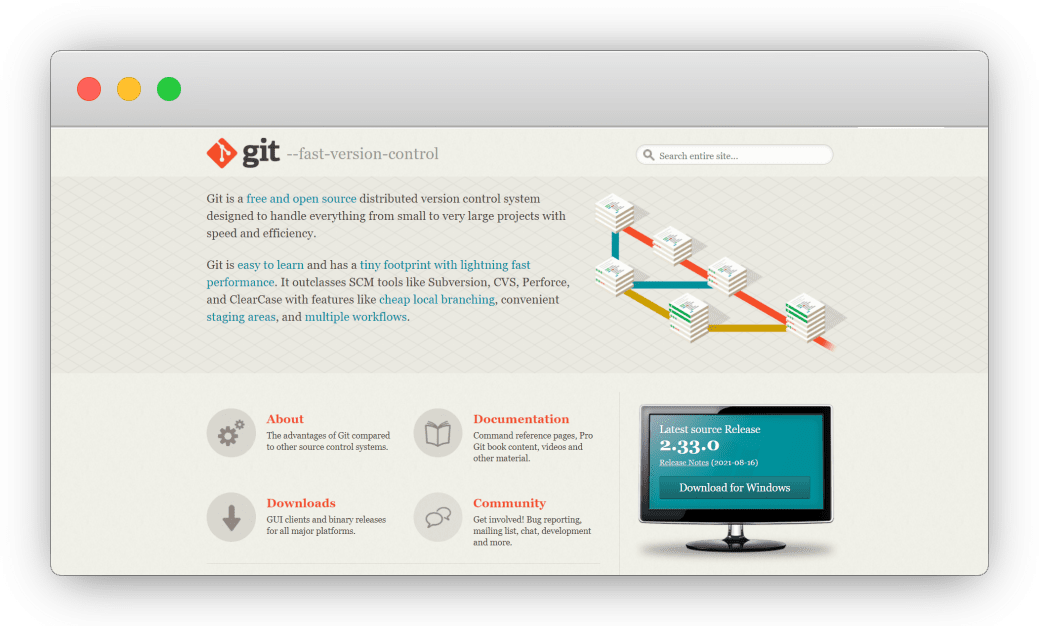 git --fast-version-control
Search entire site...
Git is a free and open source distributed version control system
designed to handle everything from small to very large projects with
speed and efficiency.
Git is easy to learn and has a tiny footprint with lightning fast
performance. It outclasses SCM tools like Subversion, CVS, Perforce,
and ClearCase with features like cheap local branching, convenient
staging areas, and multiple workflows.
About
The advantages of Git compared
to other source control systems.
Documentation
Command reference pages, Pro
Git book content, videos and
other material.
Downloads
GUI clients and binary releases
for all major platforms.
Community
Get involved! Bug reporting,
mailing list, chat, development
and more.
Latest source Release
2.33.0
Release Notes (2021-08-16)
Download for Windows